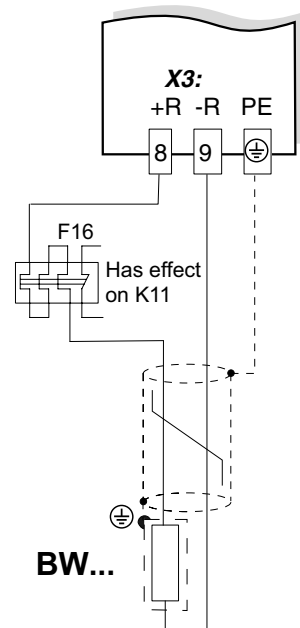 X3:
+R -R PE
8 9
F16
Has effect
on K11
BW...